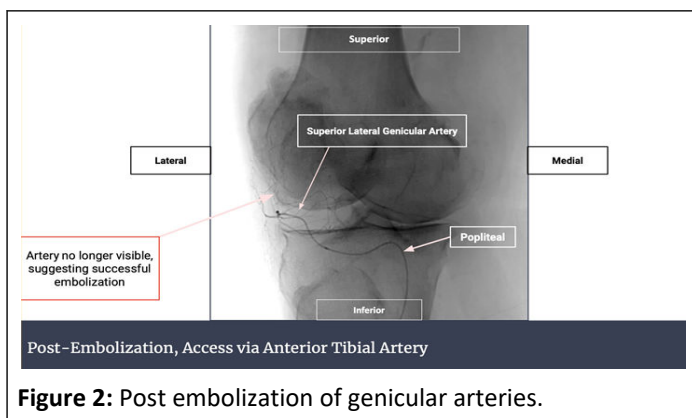 Superior
Superior Lateral Genicular Artery
Lateral
Medial
Artery no longer visible,
suggesting successful
embolization
Popliteal
Inferior
Post-Embolization, Access via Anterior Tibial Artery
Figure 2: Post embolization of genicular arteries.